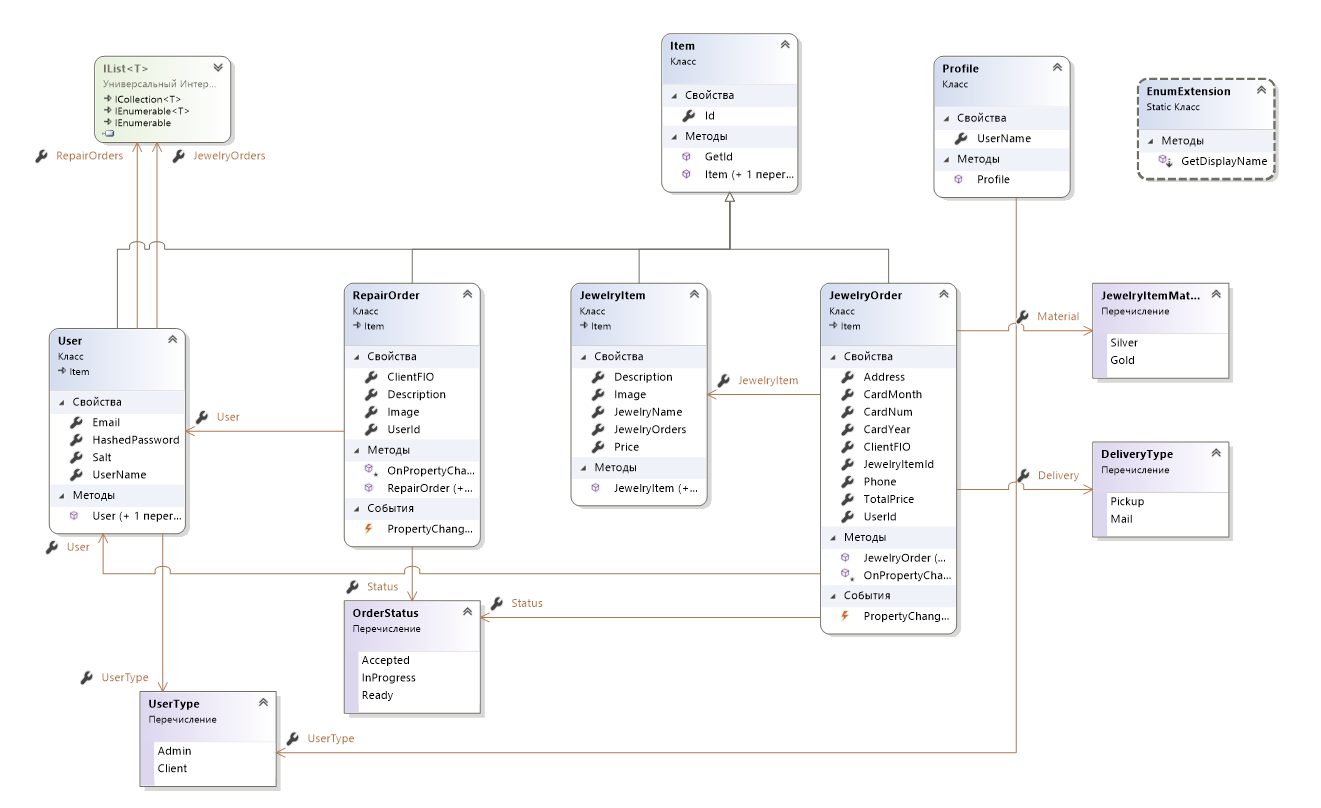 IList<T>
Универсальный Интер...
ICollection<T>
IEnumerable<T>
IEnumerable
RepairOrders
JewelryOrders
Item
Класс
Свойства
Id
Методы
GetId
Item (+ 1 перег...
Profile
Класс
Свойства
UserName
Методы
Profile
EnumExtension
Static Класс
Методы
GetDisplayName
User
Класс
Item
Свойства
Email
HashedPassword
Salt
UserName
Методы
User (+ 1 перег...
User
RepairOrder
Класс
Item
Свойства
ClientFIO
Description
Image
UserId
Методы
OnPropertyCha...
RepairOrder (+...
События
PropertyChang...
JewelryItem
Класс
Item
Свойства
Description
Image
JewelryName
JewelryOrders
Price
Методы
JewelryItem (+...
JewelryItem
JewelryOrder
Класс
Item
Свойства
Address
CardMonth
CardNum
CardYear
ClientFIO
JewelryItemId
Phone
TotalPrice
UserId
Методы
JewelryOrder (...
OnPropertyCha...
События
PropertyChang...
Material
JewelryItemMat...
Перечисление
Silver
Gold
Delivery
DeliveryType
Перечисление
Pickup
Mail
User
Status
Status
OrderStatus
Перечисление
Accepted
InProgress
Ready
UserType
UserType
Перечисление
Admin
Client
UserType